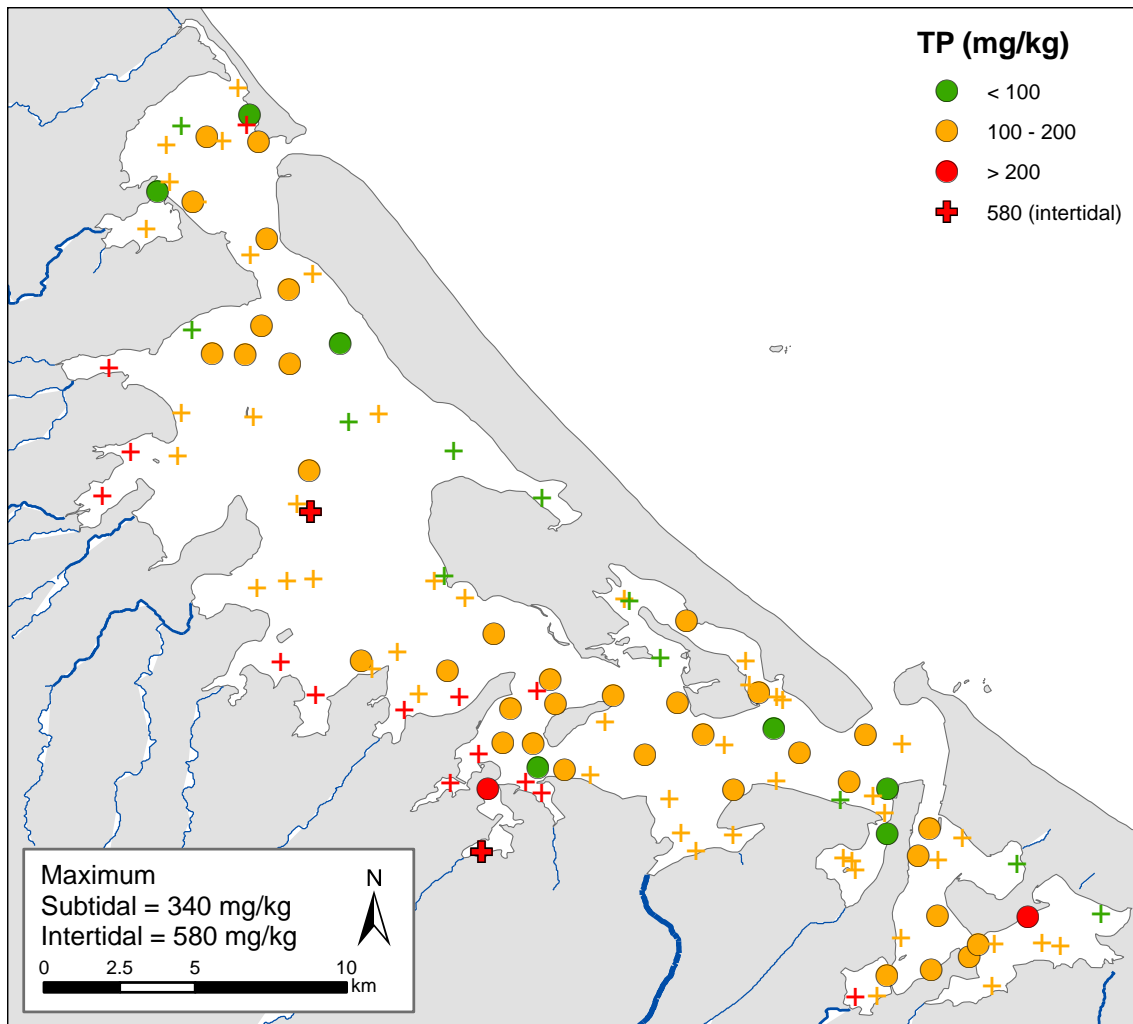 TP (mg/kg)
< 100
100 - 200
> 200
580 (intertidal)
Maximum
Subtidal = 340 mg/kg
Intertidal = 580 mg/kg
N
0 2.5 5 10
km